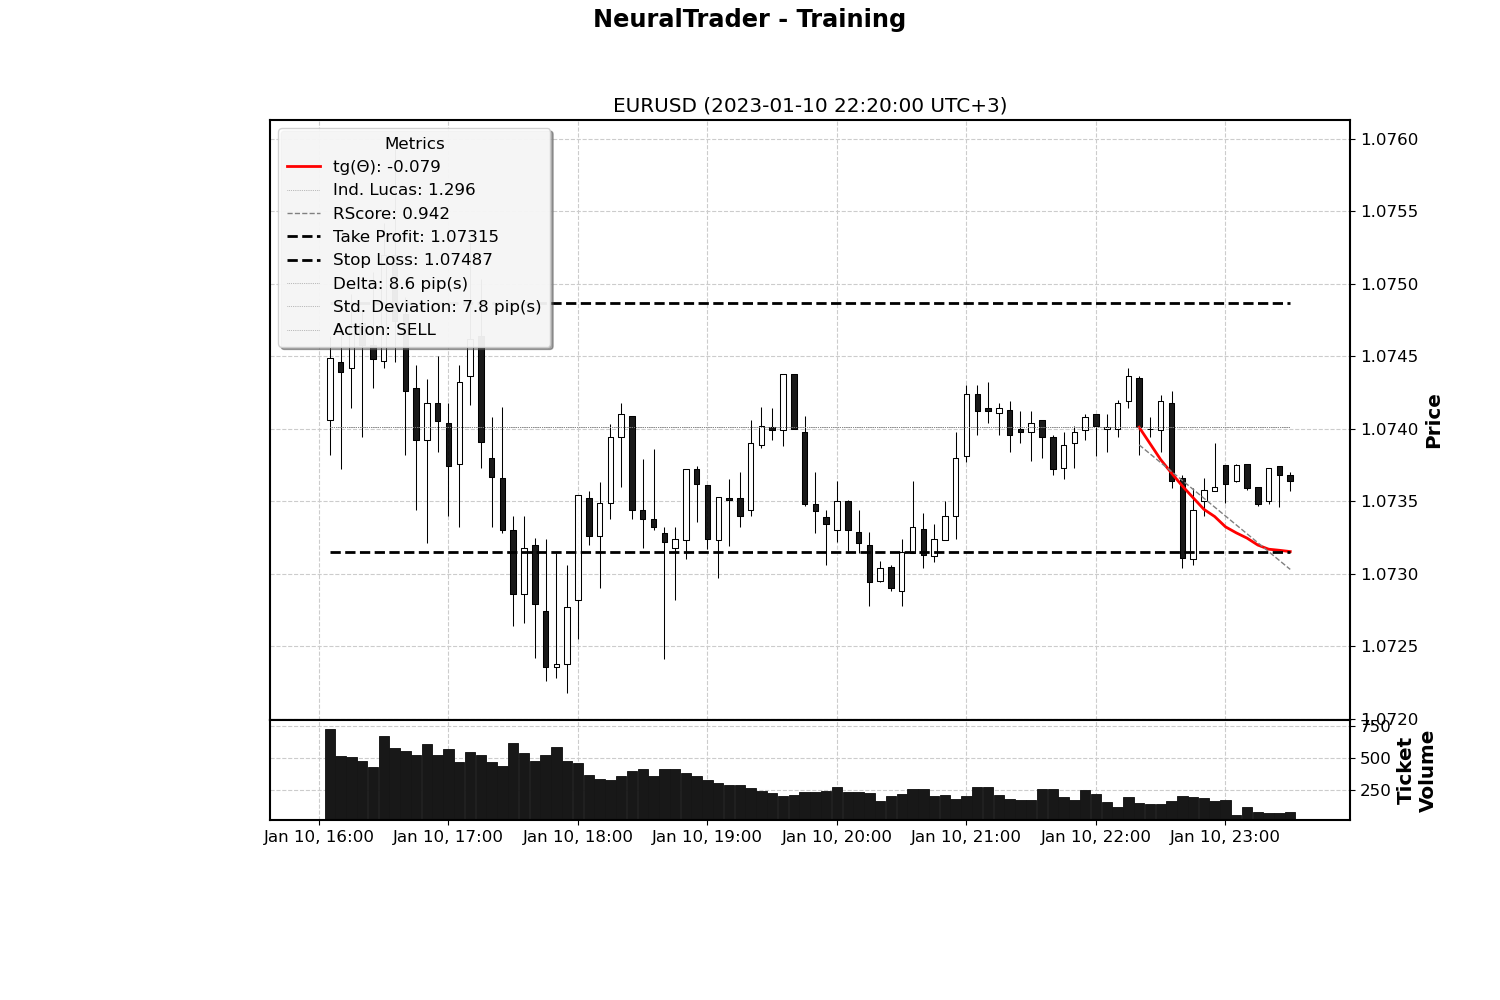 NeuralTrader - Training
EURUSD (2023-01-10 22:20:00 UTC+3)
Metrics
tg(Θ): -0.079
Ind. Lucas: 1.296
RScore: 0.942
Take Profit: 1.07315
Stop Loss: 1.07487
Delta: 8.6 pip(s)
Std. Deviation: 7.8 pip(s)
Action: SELL
1.0760
1.0755
1.0750
1.0745
1.0740
1.0735
1.0730
1.0725
1.0720
Price
750
500
250
Ticket
Volume
Jan 10, 16:00
Jan 10, 17:00
Jan 10, 18:00
Jan 10, 19:00
Jan 10, 20:00
Jan 10, 21:00
Jan 10, 22:00
Jan 10, 23:00